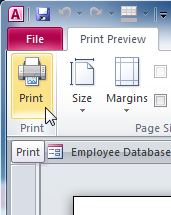 A
File Print Preview
Print Size Margins
Print Page Si
Print Employee Database